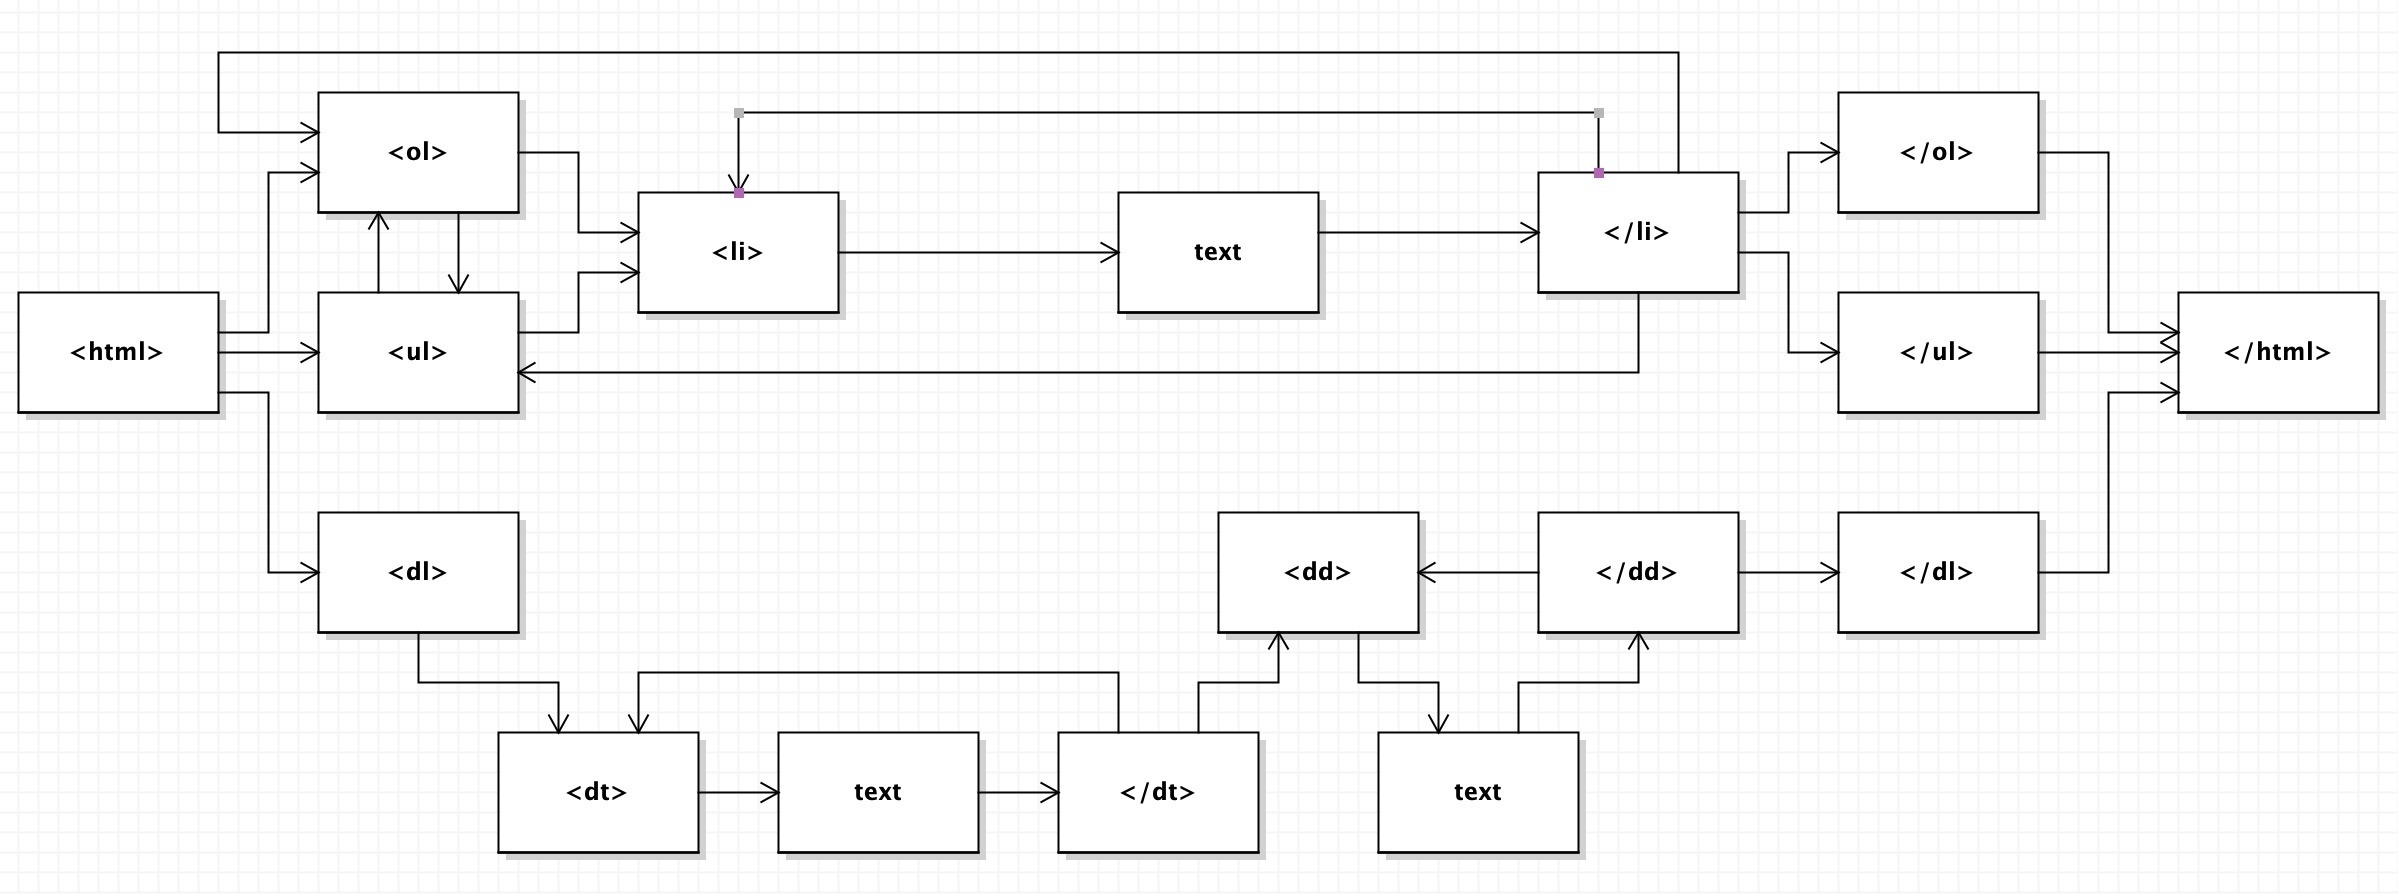 <ol>
</ol>
<li>
text
</li>
<html>
<ul>
</ul>
</html>
<dl>
<dd>
</dd>
</dl>
<dt>
text
</dt>
text